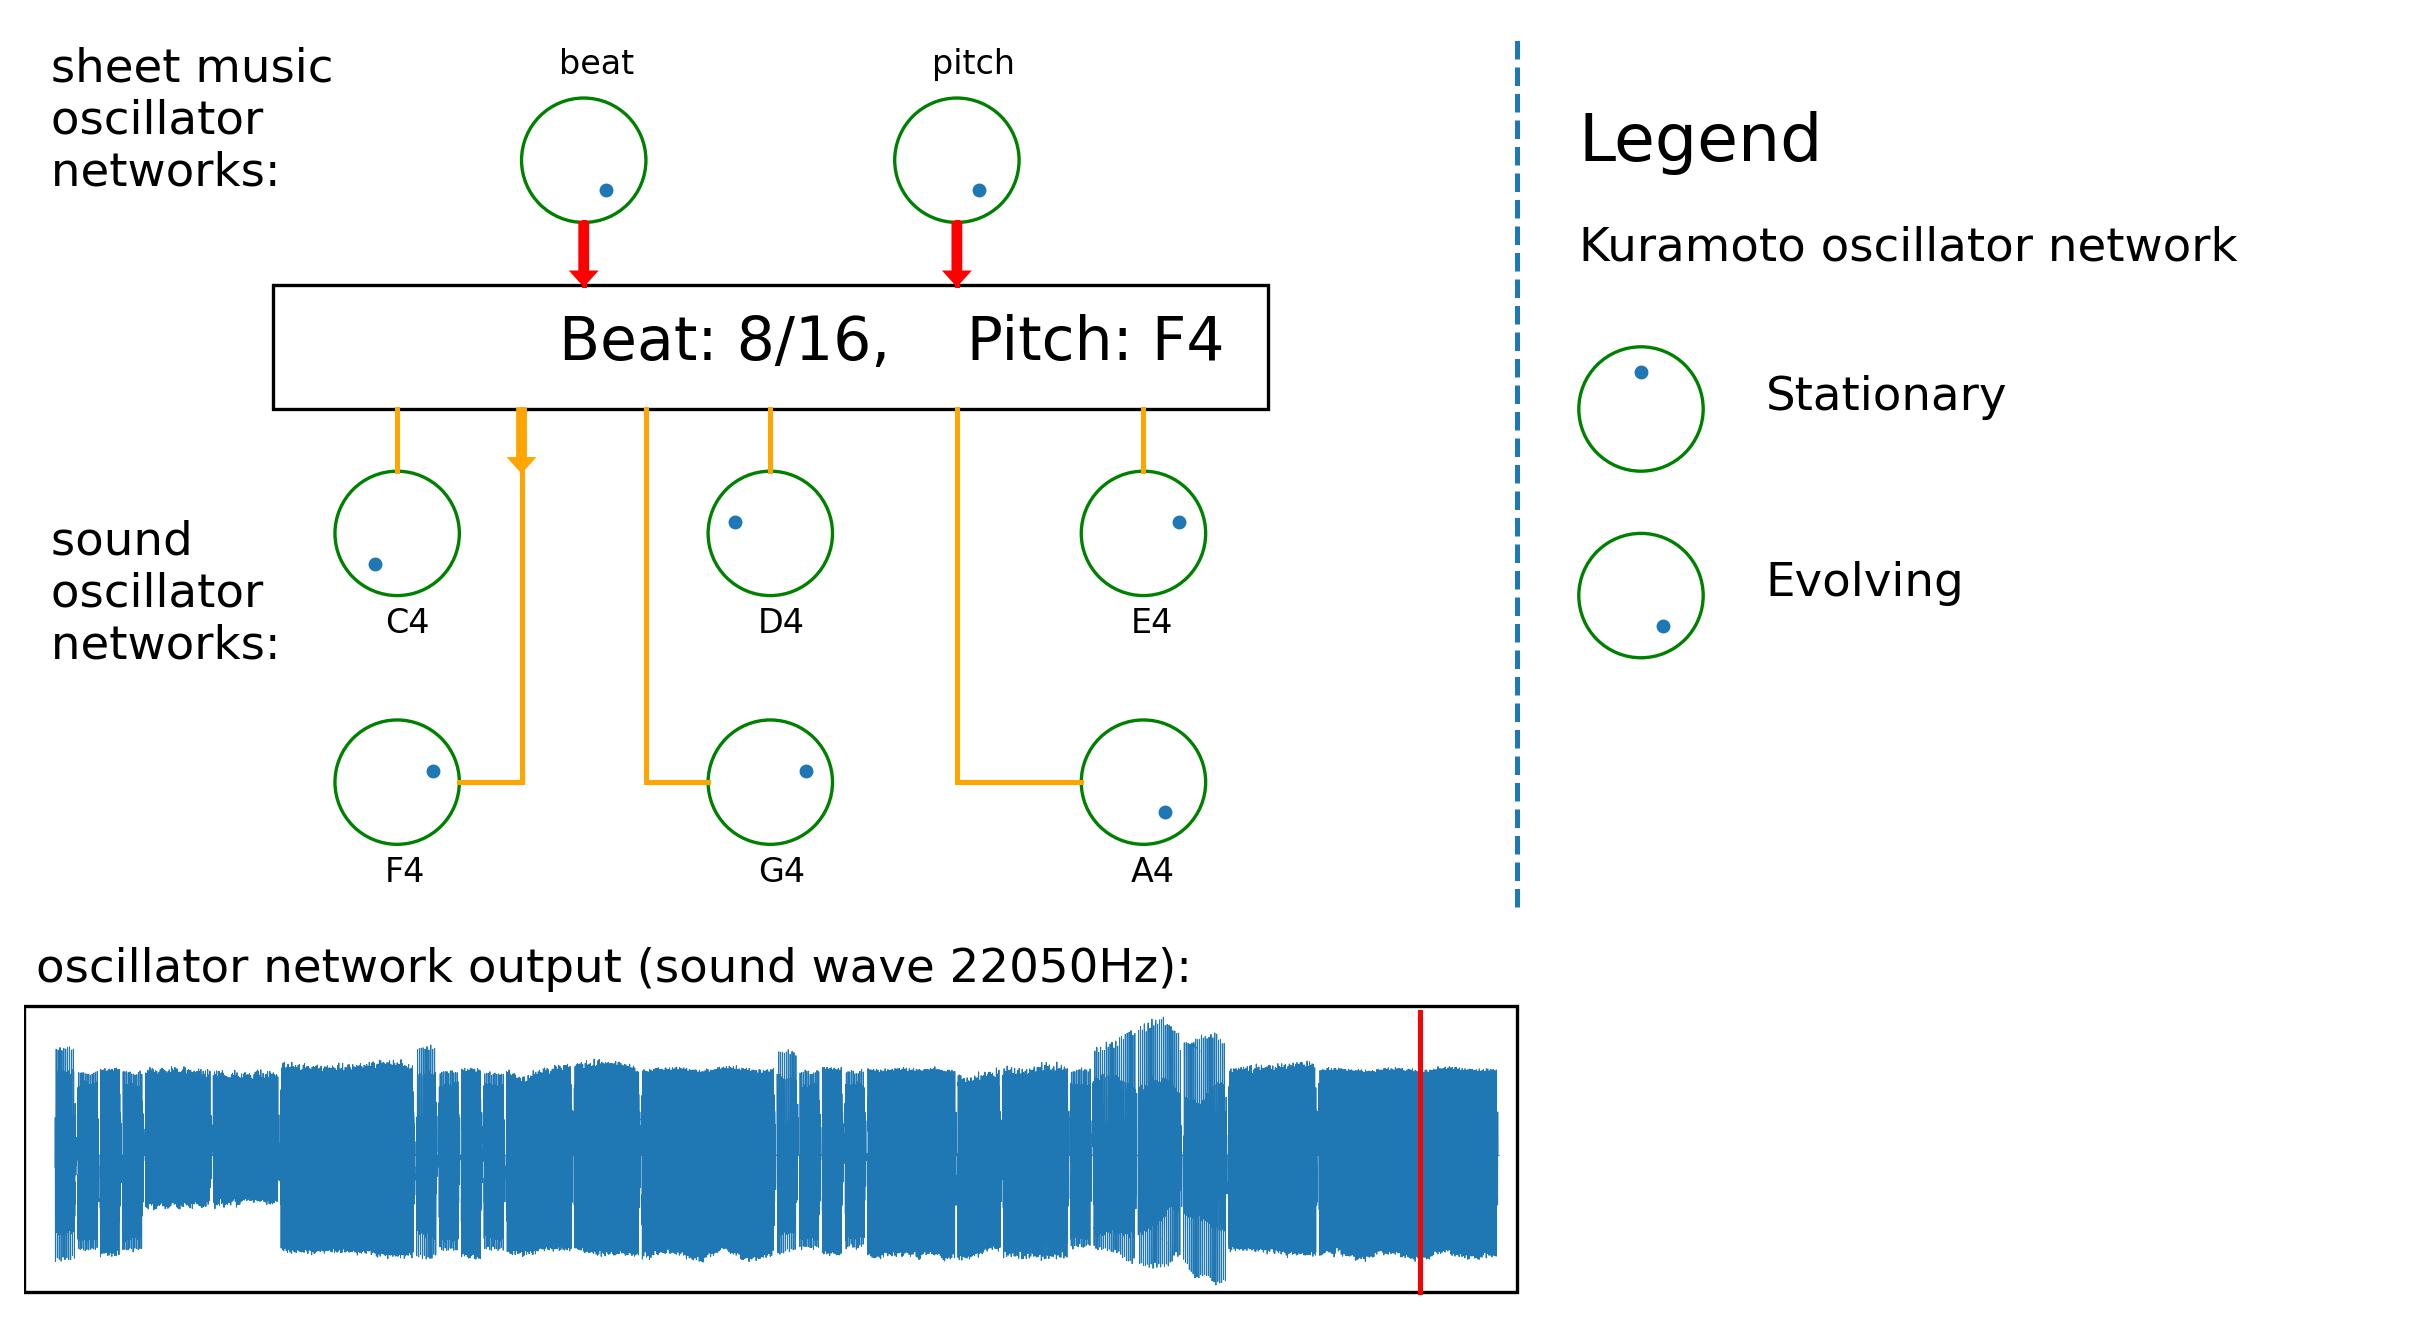 sheet music
oscillator
networks:
beat
pitch
Beat: 8/16,    Pitch: F4
sound
oscillator
networks:
C4
D4
E4
F4
G4
A4
oscillator network output (sound wave 22050Hz):
Legend
Kuramoto oscillator network
Stationary
Evolving